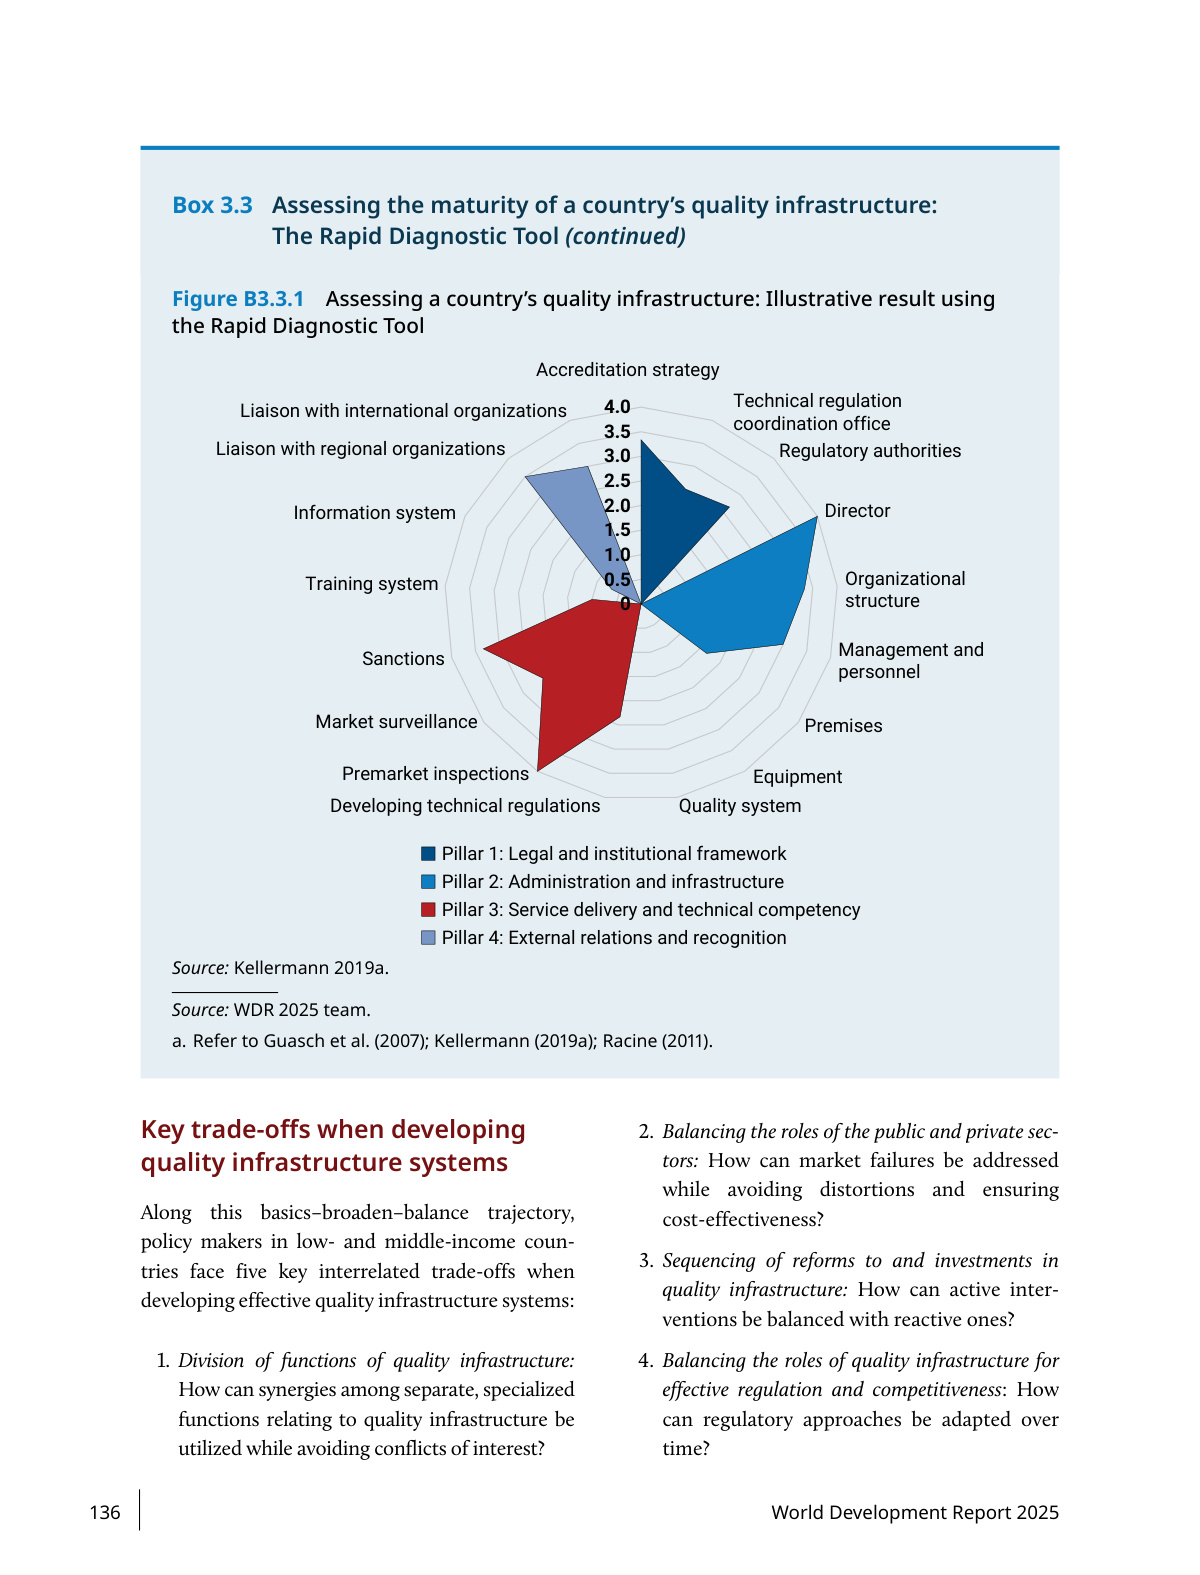 Box 3.3 Assessing the maturity of a country’s quality infrastructure:
The Rapid Diagnostic Tool (continued)
Figure B3.3.1 Assessing a country’s quality infrastructure: Illustrative result using
the Rapid Diagnostic Tool
Accreditation strategy
Technical regulation
coordination office
Regulatory authorities
Director
Organizational
structure
Management and
personnel
Premises
Equipment
Quality system
Developing technical regulations
Premarket inspections
Market surveillance
Sanctions
Training system
Information system
Liaison with regional organizations
Liaison with international organizations
4.0
3.5
3.0
2.5
2.0
1.5
1.0
0.5
0
Pillar 1: Legal and institutional framework
Pillar 2: Administration and infrastructure
Pillar 3: Service delivery and technical competency
Pillar 4: External relations and recognition
Source: Kellermann 2019a.
Source: WDR 2025 team.
a. Refer to Guasch et al. (2007); Kellermann (2019a); Racine (2011).
Key trade-offs when developing
quality infrastructure systems
Along this basics–broaden–balance trajectory,
policy makers in low- and middle-income coun-
tries face five key interrelated trade-offs when
developing effective quality infrastructure systems:
1. Division of functions of quality infrastructure:
How can synergies among separate, specialized
functions relating to quality infrastructure be
utilized while avoiding conflicts of interest?
2. Balancing the roles of the public and private sec-
tors: How can market failures be addressed
while avoiding distortions and ensuring
cost-effectiveness?
3. Sequencing of reforms to and investments in
quality infrastructure: How can active inter-
ventions be balanced with reactive ones?
4. Balancing the roles of quality infrastructure for
effective regulation and competitiveness: How
can regulatory approaches be adapted over
time?
136
World Development Report 2025